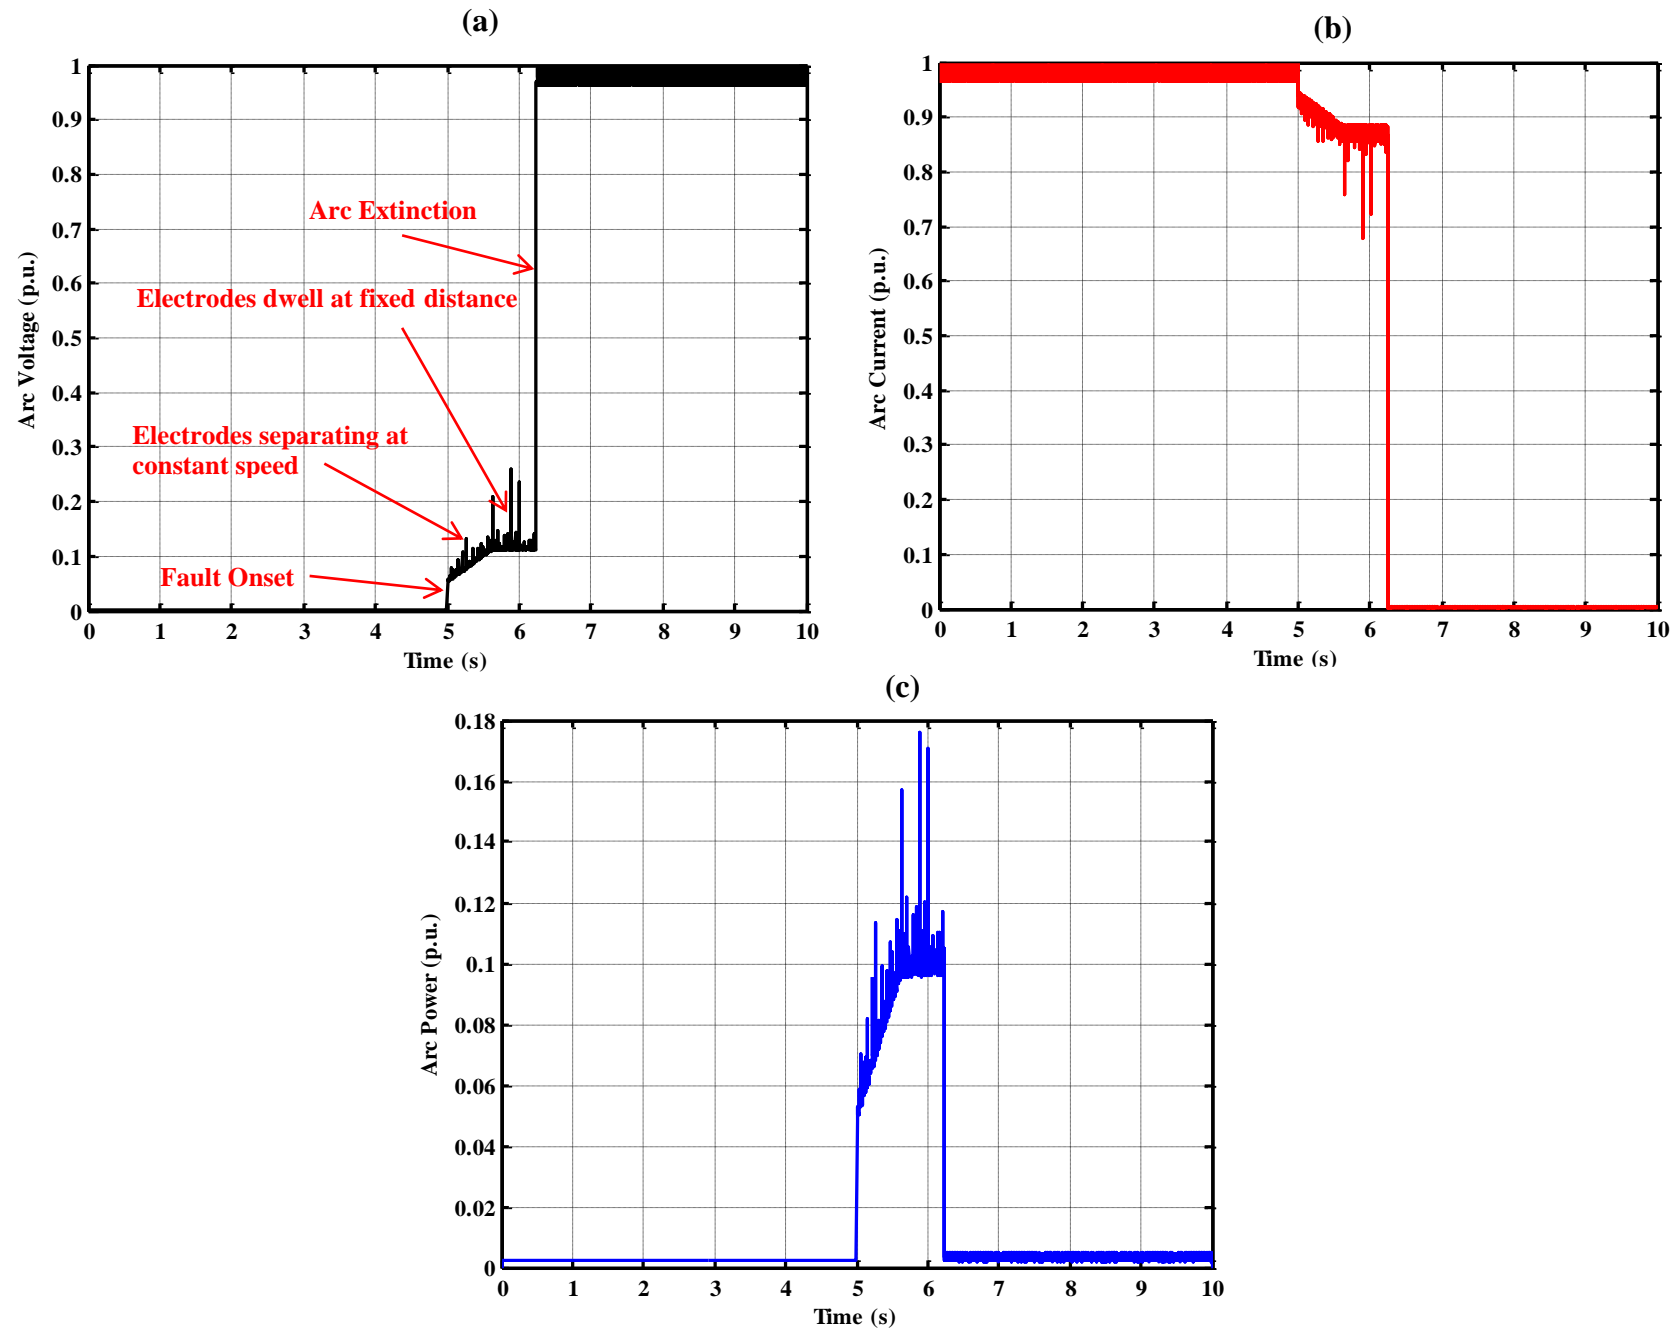 (a)
1
0.9
0.8
0.7
0.6
0.5
0.4
0.3
0.2
0.1
0
Arc Voltage (p.u.)
Arc Extinction
Electrodes dwell at fixed distance
Electrodes separating at
constant speed
Fault Onset
0 1 2 3 4 5 6 7 8 9 10
Time (s)
(b)
1
0.9
0.8
0.7
0.6
0.5
0.4
0.3
0.2
0.1
0
Arc Current (p.u.)
0 1 2 3 4 5 6 7 8 9 10
Time (s)
(c)
0.18
0.16
0.14
0.12
0.1
0.08
0.06
0.04
0.02
0
Arc Power (p.u.)
0 1 2 3 4 5 6 7 8 9 10
Time (s)